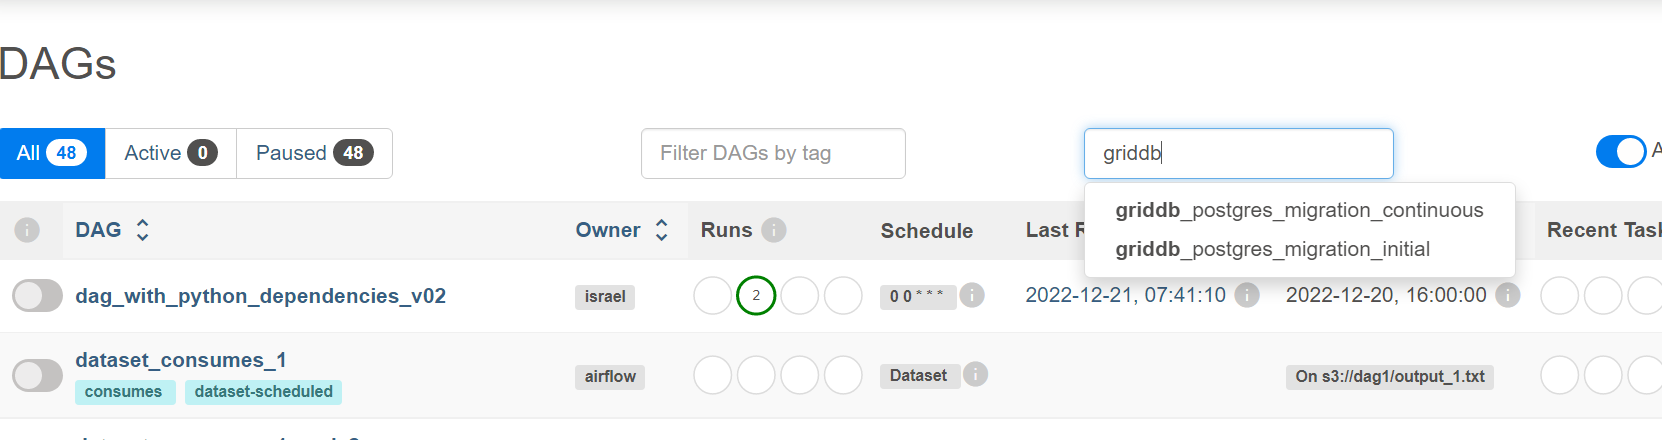 DAGs
All 48 Active 0 Paused 48 Filter DAGs by tag griddb A
griddb_postgres_migration_continuous
griddb_postgres_migration_initial
i DAG Owner Runs i Schedule Last R Recent Task
dag_with_python_dependencies_v02 israel 2 0 0 * * * i 2022-12-21, 07:41:10 i 2022-12-20, 16:00:00 i
dataset_consumes_1 airflow Dataset i On s3://dag1/output_1.txt
consumes dataset-scheduled